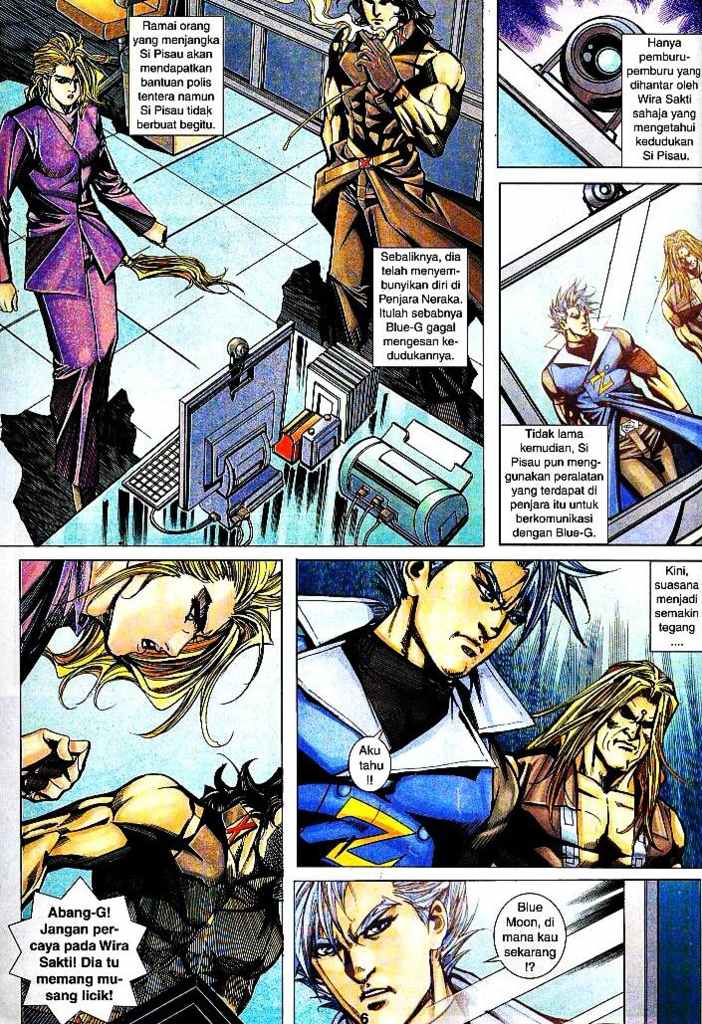 Ramai orang
yang menjangka
Si Pisau akan
mendapatkan
bantuan polis
tentera namun
Si Pisau tidak
berbuat begitu.
Sebaliknya, dia
telah menyem-
bunyikan diri di
Penjara Neraka.
Itulah sebabnya
Blue-G gagal
mengesan ke-
dudukannya.
Hanya
pemburu-
pemburu yang
dihantar oleh
Wira Sakti
sahaja yang
mengetahui
kedudukan
Si Pisau.
Tidak lama
kemudian, Si
Pisau pun meng-
gunakan peralatan
yang terdapat di
penjara itu untuk
berkomunikasi
dengan Blue-G.
Abang-G!
Jangan per-
caya pada Wira
Sakti! Dia tu
memang mu-
sang licik!
Kini,
suasana
menjadi
semakin
tegang
....
Aku
tahu
!!
Blue
Moon, di
mana kau
sekarang
!?
6